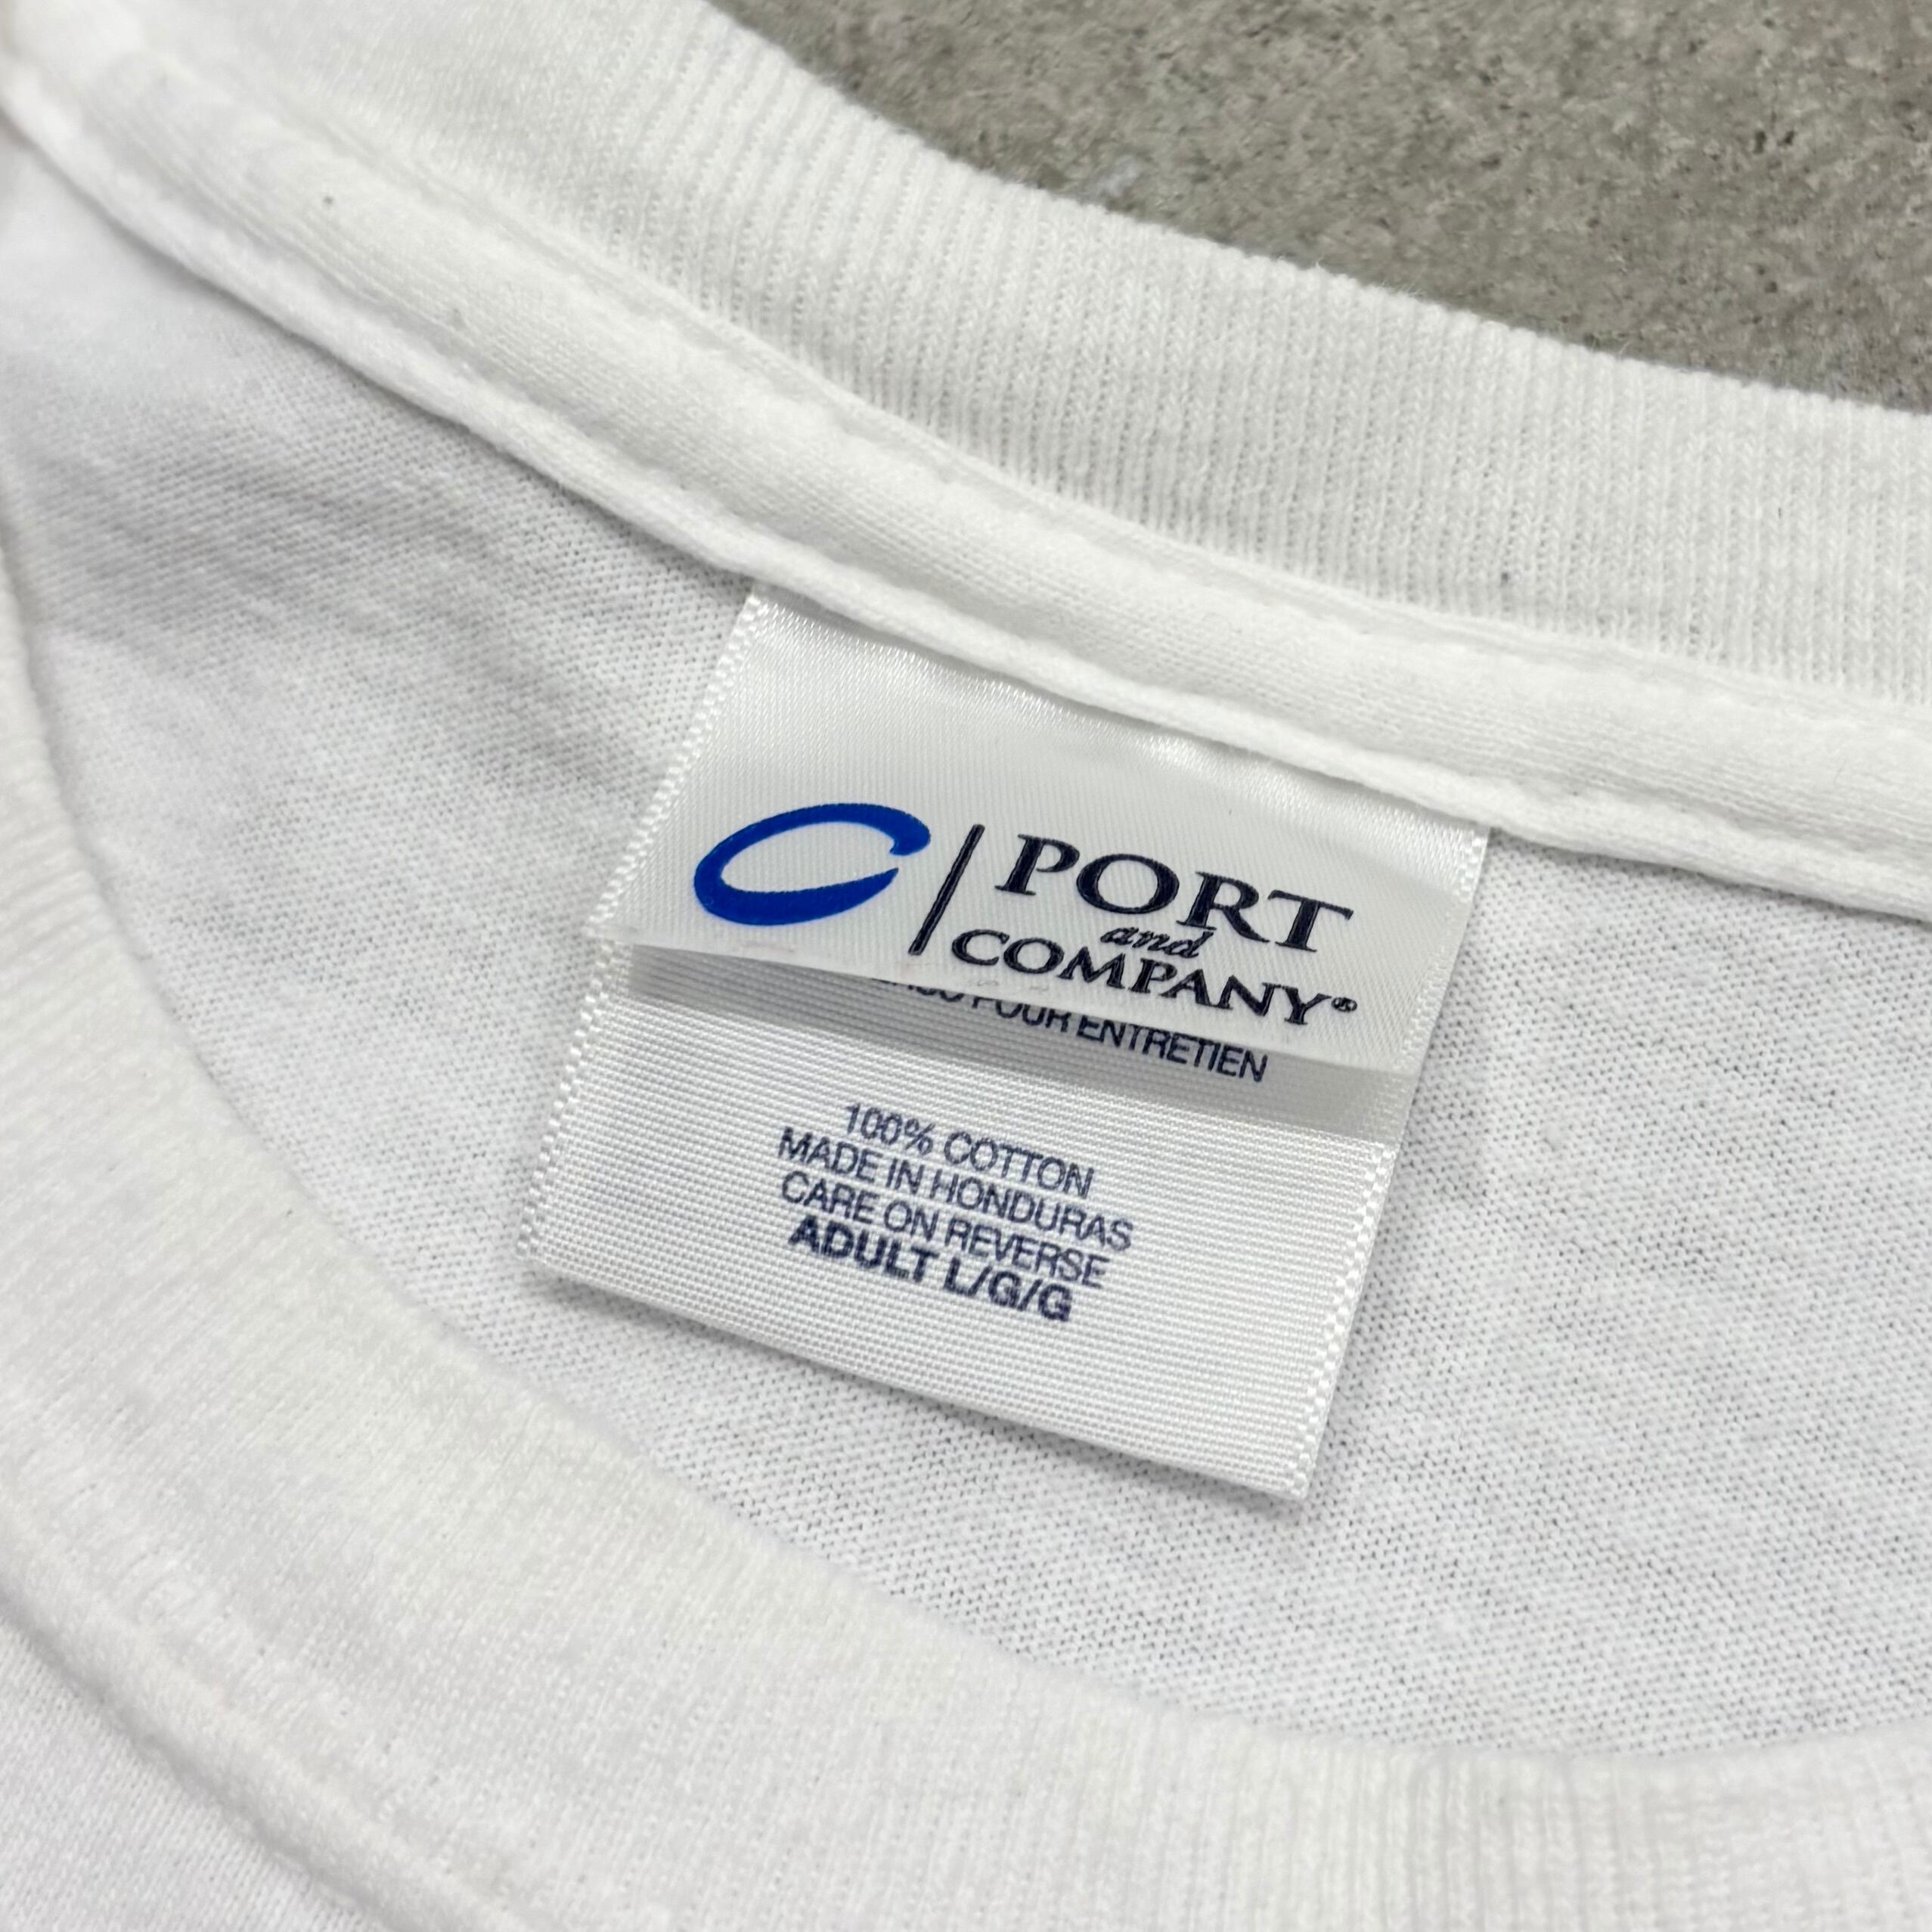 PORT
and
COMPANY®
POUR ENTRETIEN
100% COTTON
MADE IN HONDURAS
CARE ON REVERSE
ADULT L/G/G